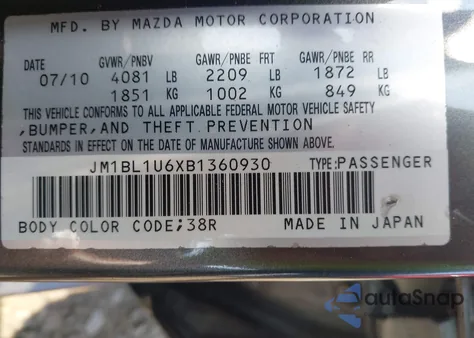 MFD. BY MAZDA MOTOR CORPORATION
DATE GVWR/PNBV GAWR/PNBE FRT GAWR/PNBE RR
07/10 4081 LB 2209 LB 1872 LB
1851 KG 1002 KG 849 KG
THIS VEHICLE CONFORMS TO ALL APPLICABLE FEDERAL MOTOR VEHICLE SAFETY
,BUMPER,AND THEFT PREVENTION
STANDARDS IN EFFECT ON THE DATE OF MANUFACTURE SHOWN ABOVE.
JM1BL1U6XB1360930 TYPE:PASSENGER
BODY COLOR CODE;38R MADE IN JAPAN
autoSnap